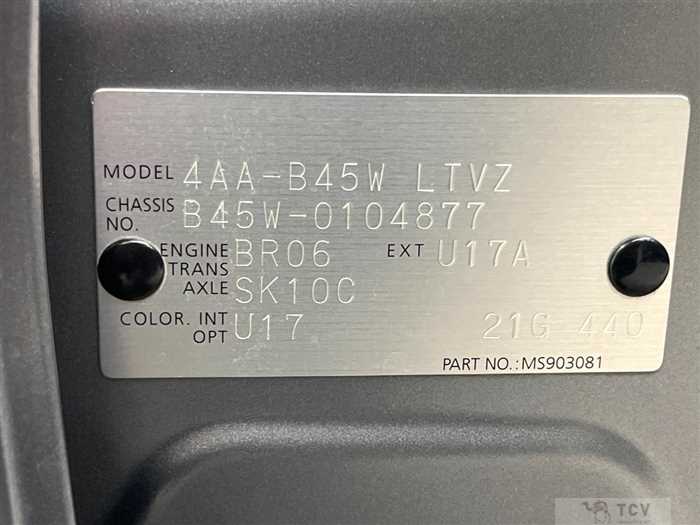 MODEL 4AA-B45W LTVZ
CHASSIS NO. B45W-0104877
ENGINE BR06 EXT U17A
TRANS AXLE SK10C
COLOR. INT U17
OPT 21G 440
PART NO.:MS903081
TCV